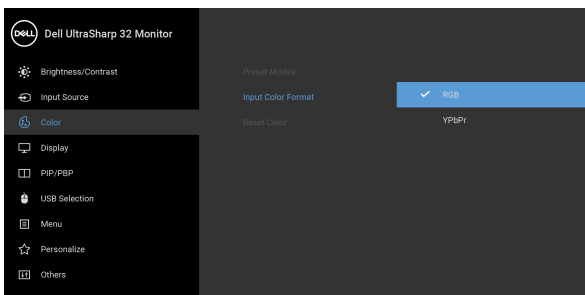 DELL Dell UltraSharp 32 Monitor
Brightness/Contrast
Input Source
Color
Display
PIP/PBP
USB Selection
Menu
Personalize
Others
Preset Modes
Input Color Format
Reset Color
RGB
YPbPr